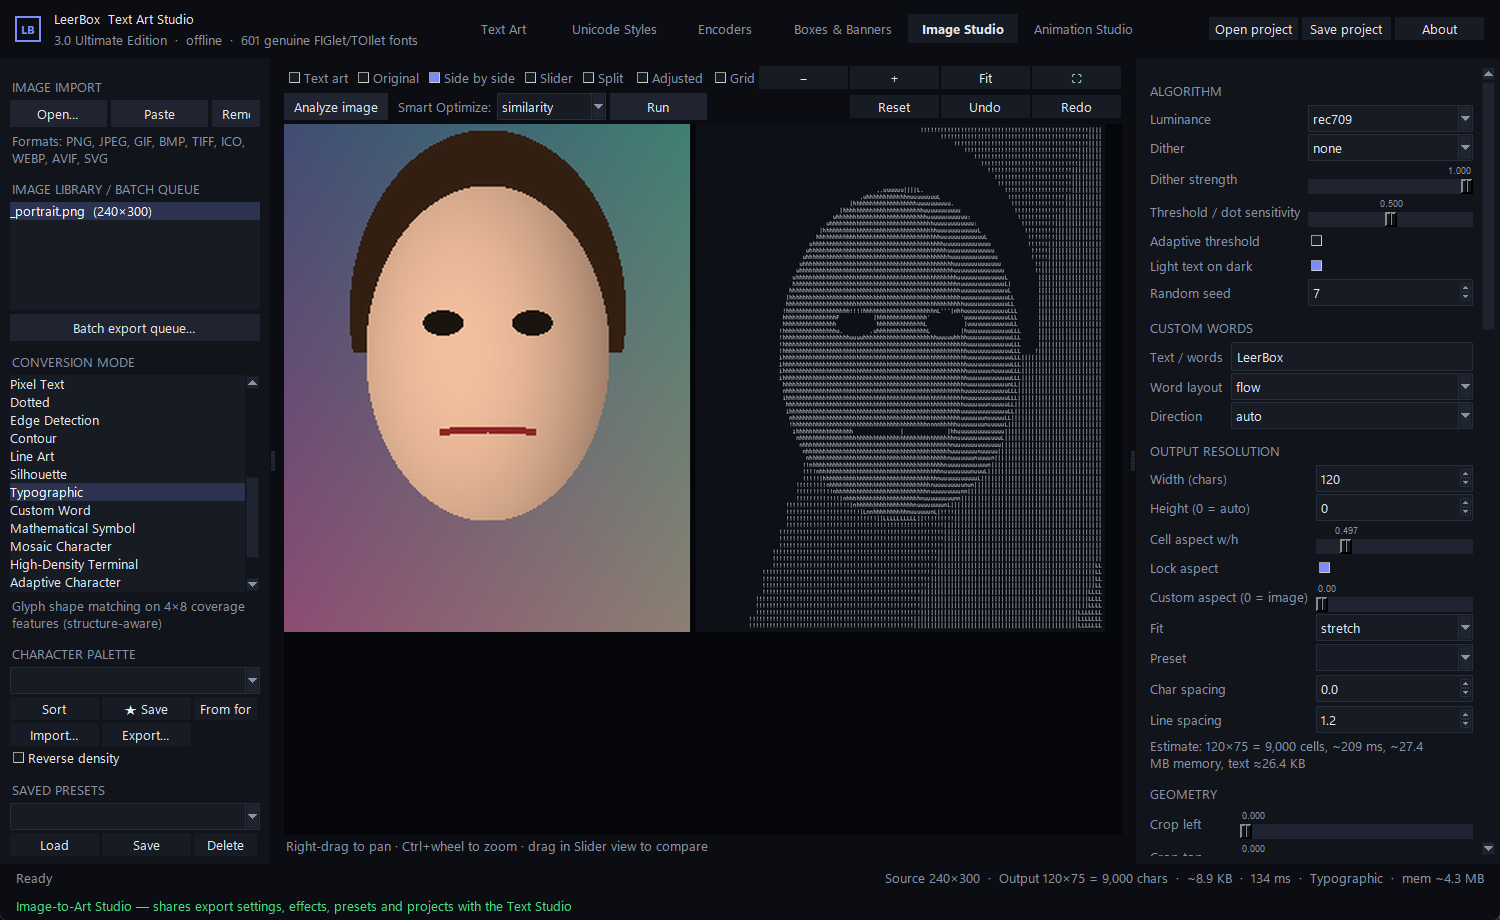 LB
LeerBox Text Art Studio
3.0 Ultimate Edition · offline · 601 genuine FIGlet/TOIlet fonts
Text Art
Unicode Styles
Encoders
Boxes & Banners
Image Studio
Animation Studio
Open project
Save project
About
IMAGE IMPORT
Open...
Paste
Formats: PNG, JPEG, GIF, BMP, TIFF, ICO,
WEBP, AVIF, SVG
IMAGE LIBRARY / BATCH QUEUE
_portrait.png (240×300)
Batch export queue...
CONVERSION MODE
Pixel Text
Dotted
Edge Detection
Contour
Line Art
Silhouette
Typographic
Custom Word
Mathematical Symbol
Mosaic Character
High-Density Terminal
Adaptive Character
Glyph shape matching on 4×8 coverage
features (structure-aware)
CHARACTER PALETTE
Sort
★ Save
From for
Import...
Export...
Reverse density
SAVED PRESETS
Load
Save
Delete
Text art
Original
Side by side
Slider
Split
Adjusted
Grid
−
+
Fit
Analyze image
Smart Optimize:
similarity
Run
Reset
Undo
Redo
Right-drag to pan · Ctrl+wheel to zoom · drag in Slider view to compare
ALGORITHM
Luminance
rec709
Dither
none
Dither strength
1.000
Threshold / dot sensitivity
0.500
Adaptive threshold
Light text on dark
Random seed
7
CUSTOM WORDS
Text / words
LeerBox
Word layout
flow
Direction
auto
OUTPUT RESOLUTION
Width (chars)
120
Height (0 = auto)
0
Cell aspect w/h
0.497
Lock aspect
Custom aspect (0 = image)
0.00
Fit
stretch
Preset
Char spacing
0.0
Line spacing
1.2
Estimate: 120×75 = 9,000 cells, ~209 ms, ~27.4
MB memory, text ≈26.4 KB
GEOMETRY
Crop left
0.000
0.000
Ready
Source 240×300 · Output 120×75 = 9,000 chars · ~8.9 KB · 134 ms · Typographic · mem ~4.3 MB
Image-to-Art Studio — shares export settings, effects, presets and projects with the Text Studio